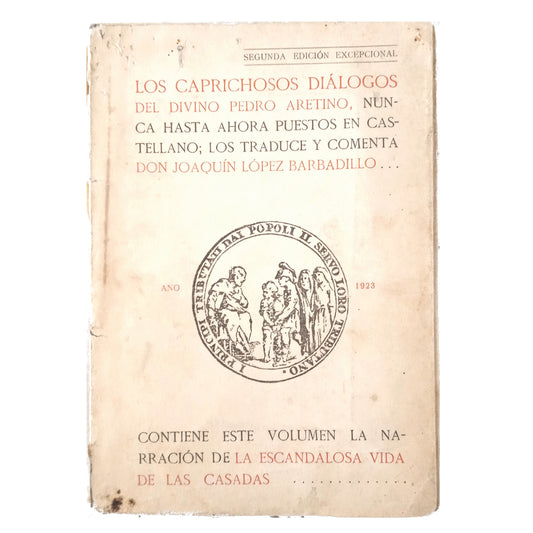 SEGUNDA EDICIÓN EXCEPCIONAL
LOS CAPRICHOSOS DIÁLOGOS
DEL DIVINO PEDRO ARETINO, NUN-
CA HASTA AHORA PUESTOS EN CAS-
TELLANO; LOS TRADUCE Y COMENTA
DON JOAQUÍN LÓPEZ BARBADILLO...
I PRINCIPI TRIBUTATI DAI POPOLI IL SERVO LORO TRIBUTANO.
AÑO 1923
CONTIENE ESTE VOLUMEN LA NA-
RRACIÓN DE LA ESCANDALOSA VIDA
DE LAS CASADAS ..............